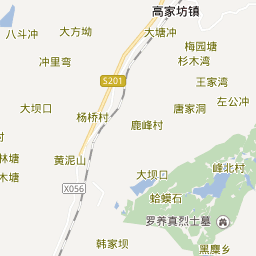 高家坊镇
大方坊
八斗冲
大塘冲
梅园塘
杉木湾
冲里弯
S201
王家湾
大坝口
左公冲
唐家洞
杨桥村
鹿峰村
林塘
黄泥山
峰北村
木塘
大坝口
X056
蛤蟆石
罗养真烈士墓
韩家坝
黑麋乡